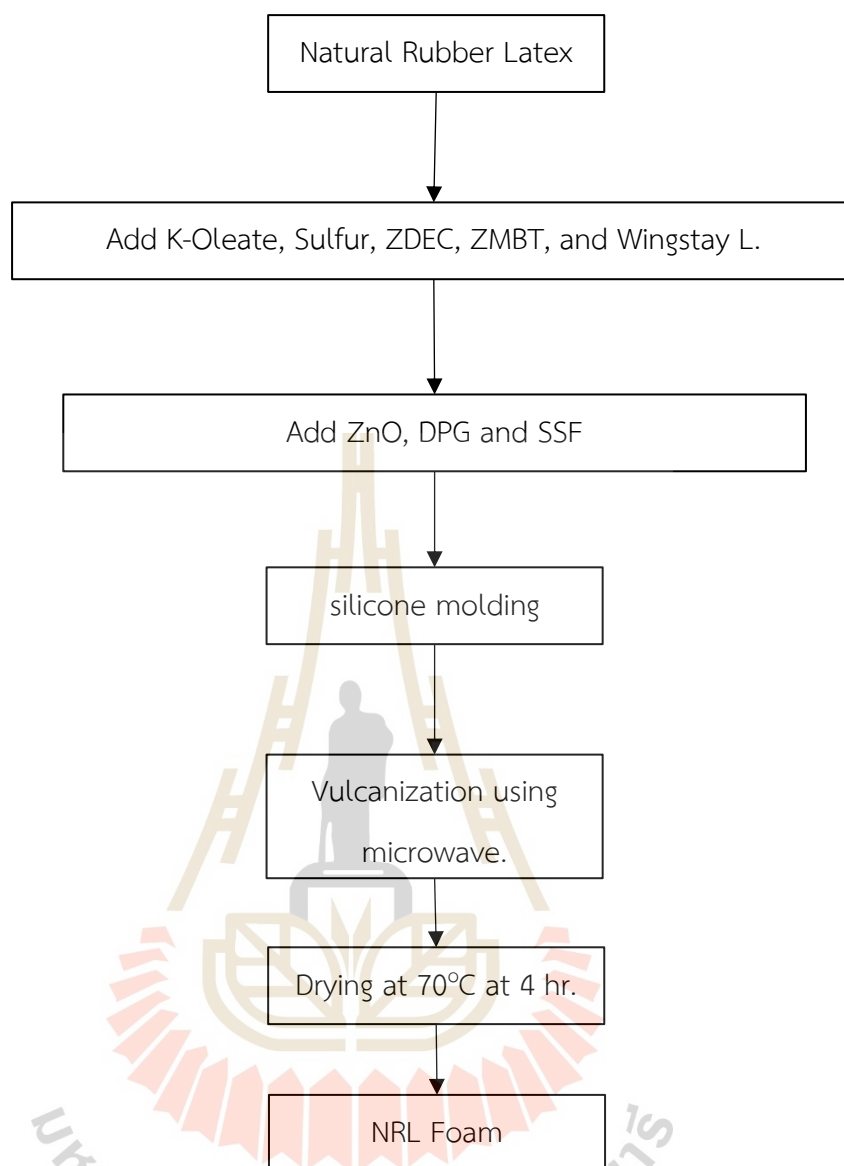 Natural Rubber Latex
Add K-Oleate, Sulfur, ZDEC, ZMBT, and Wingstay L.
Add ZnO, DPG and SSF
silicone molding
Vulcanization using
microwave.
Drying at 70°C at 4 hr.
NRL Foam